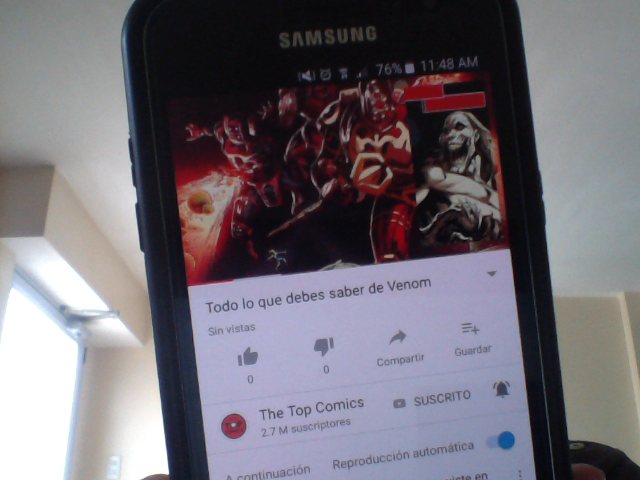 SAMSUNG
76% 11:48 AM
Todo lo que debes saber de Venom
Sin vistas
0
0
Compartir
Guardar
The Top Comics
SUSCRITO
2.7 M suscriptores
A continuación
Reproducción automática
en